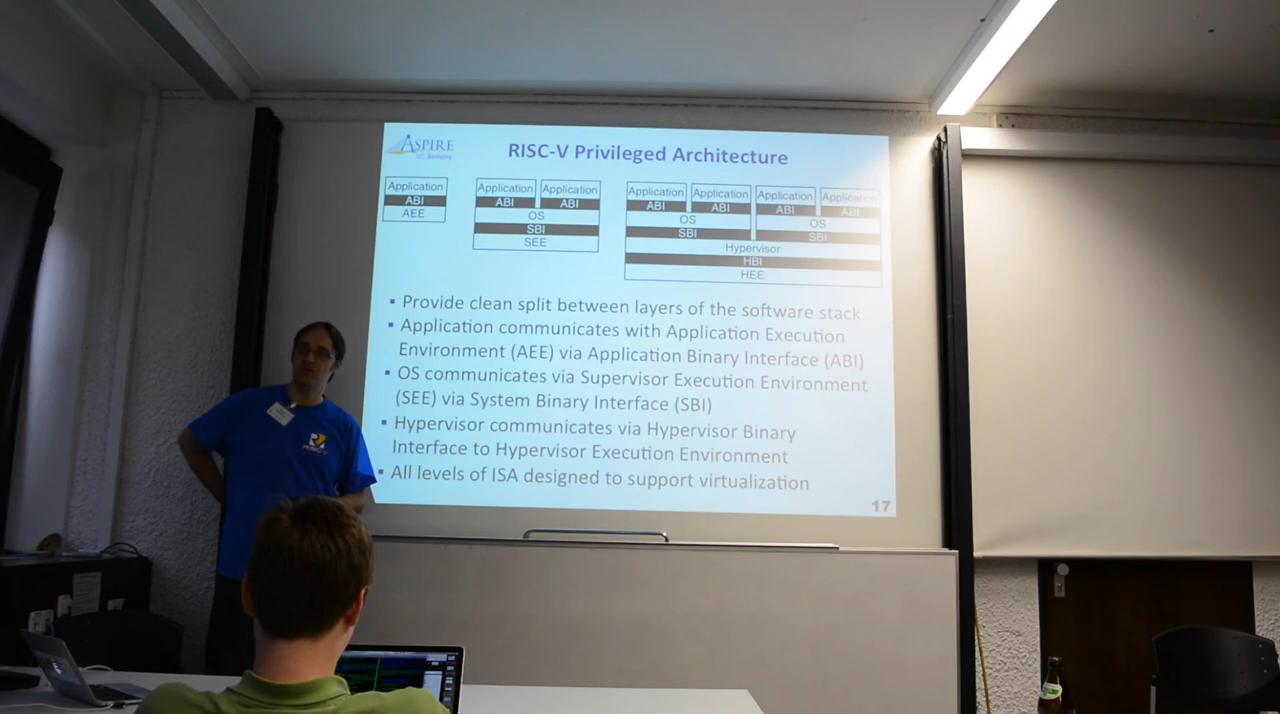 ASPIRE
UC Berkeley
RISC-V Privileged Architecture
Application
ABI
AEE
Application Application
ABI ABI
OS
SBI
SEE
Application Application Application Application
ABI ABI ABI ABI
OS OS
SBI SBI
Hypervisor
HBI
HEE
▪ Provide clean split between layers of the software stack
▪ Application communicates with Application Execution
Environment (AEE) via Application Binary Interface (ABI)
▪ OS communicates via Supervisor Execution Environment
(SEE) via System Binary Interface (SBI)
▪ Hypervisor communicates via Hypervisor Binary
Interface to Hypervisor Execution Environment
▪ All levels of ISA designed to support virtualization
17